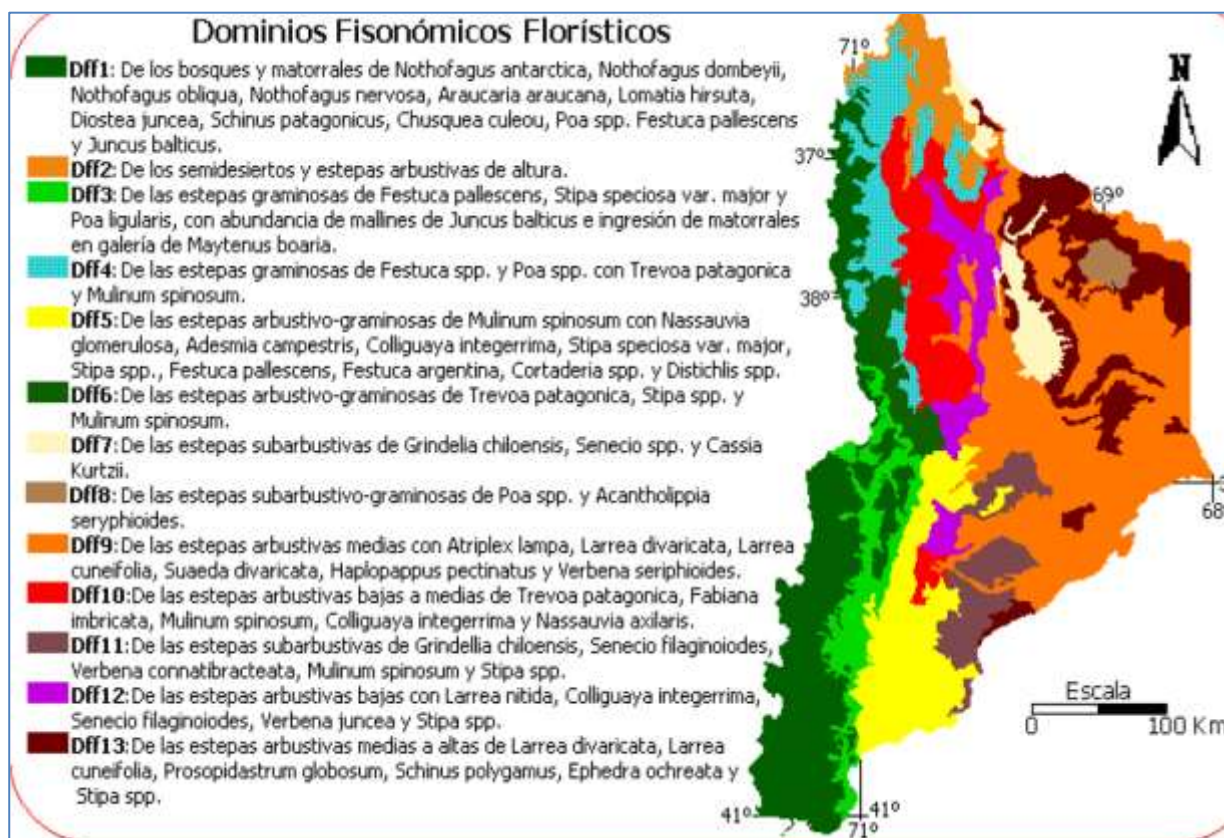 Dominios Fisonómicos Florísticos
Dff1: De los bosques y matorrales de Nothofagus antarctica, Nothofagus dombeyii,
Nothofagus obliqua, Nothofagus nervosa, Araucaria araucana, Lomatia hirsuta,
Diostea juncea, Schinus patagonicus, Chusquea culeou, Poa spp. Festuca pallescens
y Juncus balticus.
Dff2: De los semidesiertos y estepas arbustivas de altura.
Dff3: De las estepas graminosas de Festuca pallescens, Stipa speciosa var. major y
Poa ligularis, con abundancia de mallines de Juncus balticus e ingresión de matorrales
en galería de Maytenus boaria.
Dff4: De las estepas graminosas de Festuca spp. y Poa spp. con Trevoa patagonica
y Mulinum spinosum.
Dff5: De las estepas arbustivo-graminosas de Mulinum spinosum con Nassauvia
glomerulosa, Adesmia campestris, Colliguaya integerrima, Stipa speciosa var. major,
Stipa spp., Festuca pallescens, Festuca argentina, Cortaderia spp. y Distichlis spp.
Dff6: De las estepas arbustivo-graminosas de Trevoa patagonica, Stipa spp. y
Mulinum spinosum.
Dff7: De las estepas subarbustivas de Grindelia chiloensis, Senecio spp. y Cassia
Kurtzii.
Dff8: De las estepas subarbustivo-graminosas de Poa spp. y Acantholippia
seryphioides.
Dff9: De las estepas arbustivas medias con Atriplex lampa, Larrea divaricata, Larrea
cuneifolia, Suaeda divaricata, Haplopappus pectinatus y Verbena seriphioides.
Dff10: De las estepas arbustivas bajas a medias de Trevoa patagonica, Fabiana
imbricata, Mulinum spinosum, Colliguaya integerrima y Nassauvia axilaris.
Dff11: De las estepas subarbustivas de Grindellia chiloensis, Senecio filaginoiodes,
Verbena connatibracteata, Mulinum spinosum y Stipa spp.
Dff12: De las estepas arbustivas bajas con Larrea nitida, Colliguaya integerrima,
Senecio filaginoiodes, Verbena juncea y Stipa spp.
Dff13: De las estepas arbustivas medias a altas de Larrea divaricata, Larrea
cuneifolia, Prosopidastrum globosum, Schinus polygamus, Ephedra ochreata y
Stipa spp.
71º
N
37º
69º
38º
68º
Escala
0 100 Km
41º
41º
71º